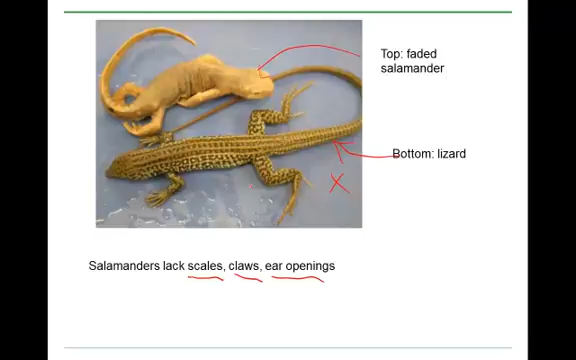 Top: faded
salamander
Bottom: lizard
Salamanders lack scales, claws, ear openings